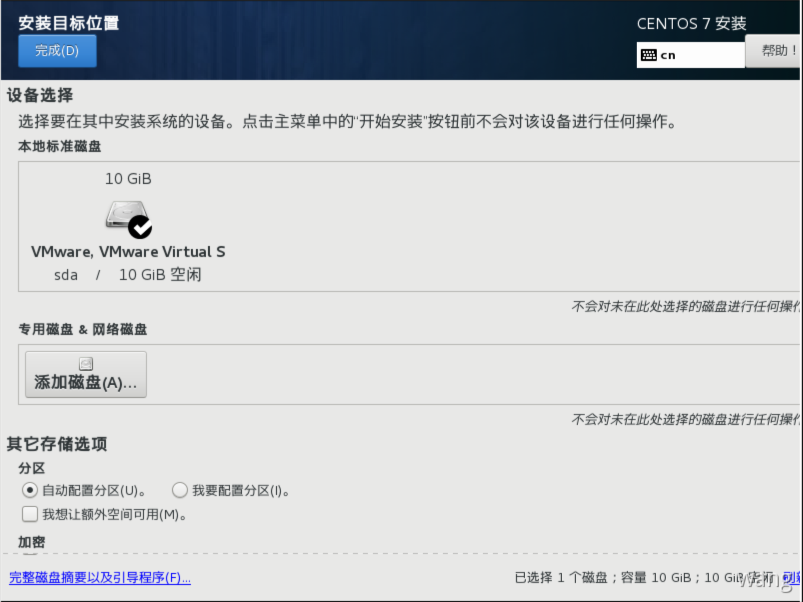 安装目标位置
CENTOS 7 安装
完成(D)
cn
帮助！
设备选择
选择要在其中安装系统的设备。点击主菜单中的“开始安装”按钮前不会对该设备进行任何操作。
本地标准磁盘
10 GiB
VMware, VMware Virtual S
sda / 10 GiB 空闲
不会对未在此处选择的磁盘进行任何操作
专用磁盘 & 网络磁盘
添加磁盘(A)...
不会对未在此处选择的磁盘进行任何操作
其它存储选项
分区
自动配置分区(U)。 我要配置分区(I)。
我想让额外空间可用(M)。
加密
完整磁盘摘要以及引导程序(F)...
已选择 1 个磁盘；容量 10 GiB；10 GiB 空闲
wang